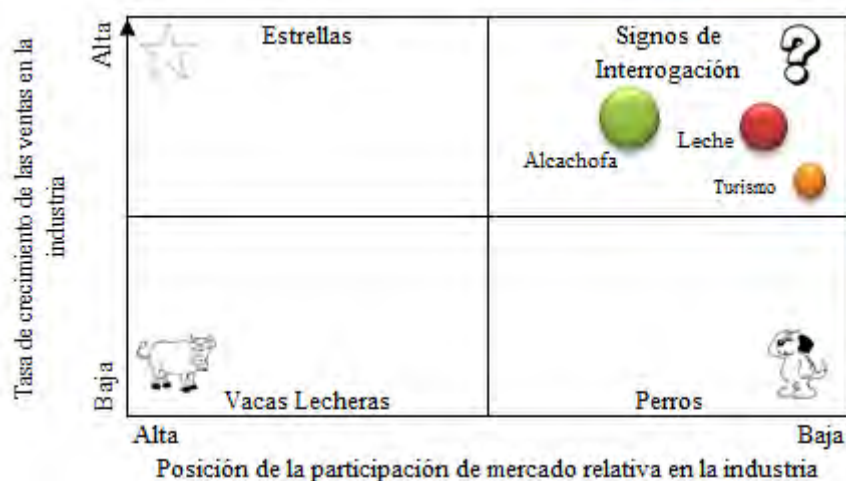 Tasa de crecimiento de las ventas en la
industria
Alta
Baja
Estrellas
Signos de
Interrogación
?
Alcachofa
Leche
Turismo
Vacas Lecheras
Perros
Alta
Baja
Posición de la participación de mercado relativa en la industria